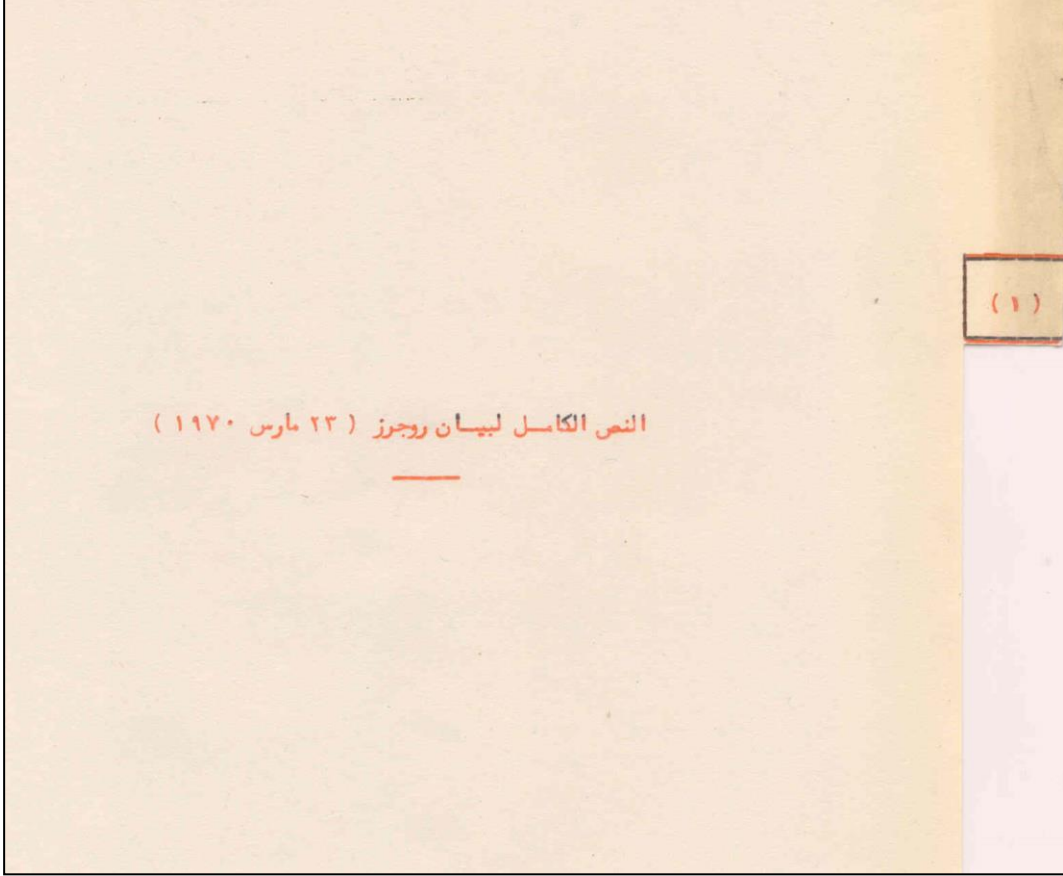 ( ١ )
النص الكامـل لبيـان روجرز ( ٢٣ مارس ١٩٧٠ )